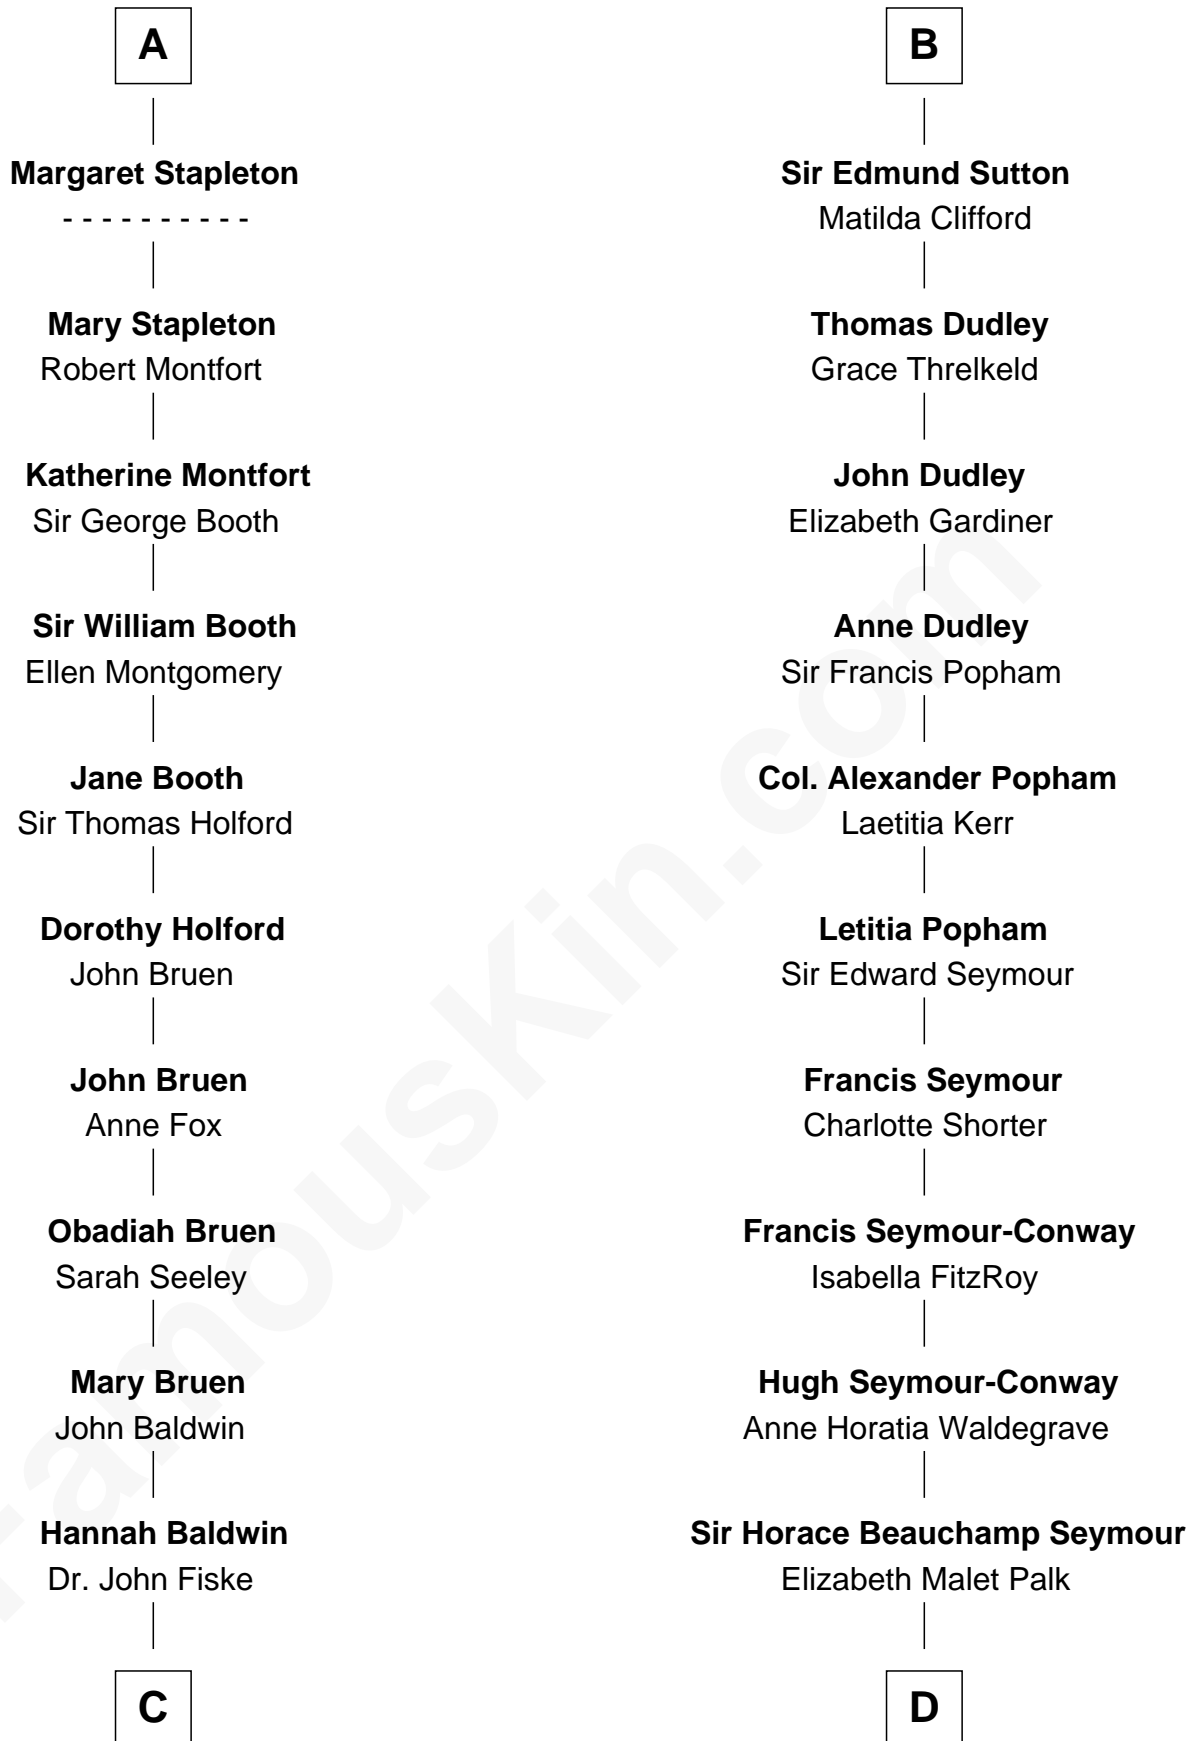 A
Margaret Stapleton
- - - - - - - - - -
Mary Stapleton
Robert Montfort
Katherine Montfort
Sir George Booth
Sir William Booth
Ellen Montgomery
Jane Booth
Sir Thomas Holford
Dorothy Holford
John Bruen
John Bruen
Anne Fox
Obadiah Bruen
Sarah Seeley
Mary Bruen
John Baldwin
Hannah Baldwin
Dr. John Fiske
C
B
Sir Edmund Sutton
Matilda Clifford
Thomas Dudley
Grace Threlkeld
John Dudley
Elizabeth Gardiner
Anne Dudley
Sir Francis Popham
Col. Alexander Popham
Laetitia Kerr
Letitia Popham
Sir Edward Seymour
Francis Seymour
Charlotte Shorter
Francis Seymour-Conway
Isabella FitzRoy
Hugh Seymour-Conway
Anne Horatia Waldegrave
Sir Horace Beauchamp Seymour
Elizabeth Malet Palk
D
FamousKin.com